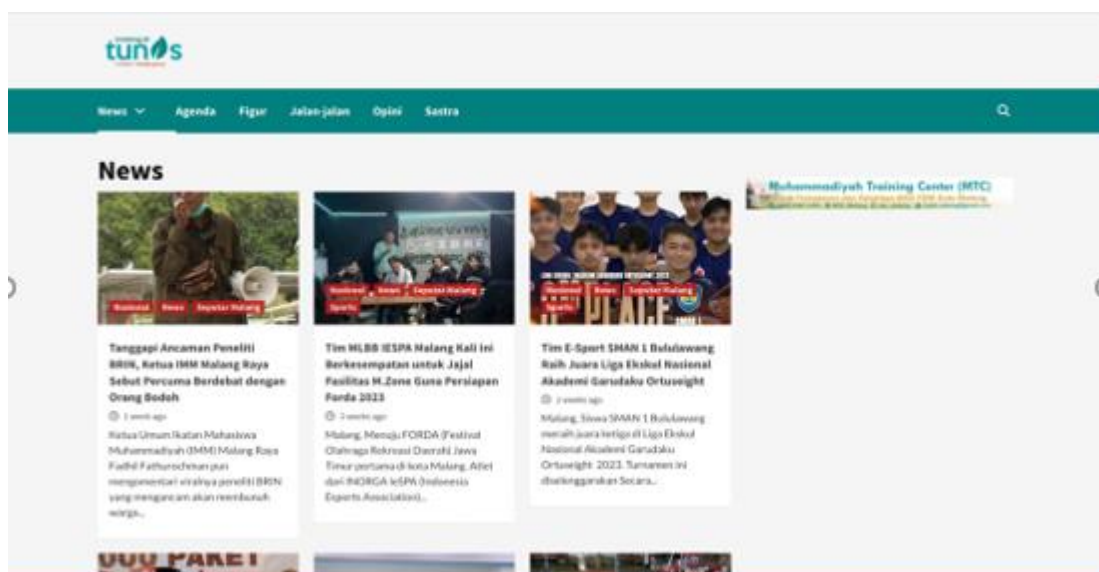 tunas
News Agenda Figur Jalan-jalan Opini Sastra
News
Muhammadiyah Training Center (MTC)
Nasional News Seputar Malang
Nasional News Seputar Malang
Sports
Nasional News Seputar Malang
Sports
PLACE
Tanggapi Ancaman Peneliti
BRIN, Ketua IMM Malang Raya
Sebut Percuma Berdebat dengan
Orang Bodoh
1 week ago
Ketua Umum Ikatan Mahasiswa
Muhammadiyah (IMM) Malang Raya
Fadhil Fathurochman pun
mengomentari viralnya peneliti BRIN
yang mengancam akan membunuh
warga...
Tim MLBB IESPA Malang Kali ini
Berkesempatan untuk Jajal
Fasilitas M.Zone Guna Persiapan
Forda 2023
2 weeks ago
Malang, Menuju FORDA (Festival
Olahraga Rekreasi Daerah) Jawa
Timur pertama di kota Malang. Atlet
dari INORGA IeSPA (Indonesia
Esports Association)...
Tim E-Sport SMAN 1 Bululawang
Raih Juara Liga Ekskul Nasional
Akademi Garudaku Ortuseight
2 weeks ago
Malang, Siswa SMAN 1 Bululawang
meraih juara ketiga di Liga Ekskul
Nasional Akademi Garudaku
Ortuseight 2023. Turnamen ini
diselenggarakan Secara...
000 PAKET